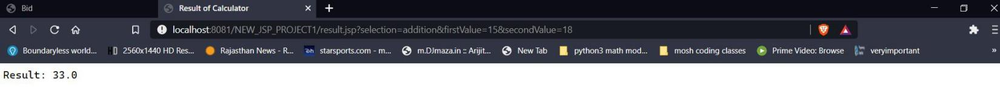 Bid
Result of Calculator
localhost:8081/NEW_JSP_PROJECT1/result.jsp?selection=addition&firstValue=15&secondValue=18
Boundaryless world... HD 2560x1440 HD Res... Rajasthan News - R... starsports.com - m... m.DJmaza.in :: Arijit... New Tab python3 math mod... mosh coding classes Prime Video: Browse veryimportant »
Result: 33.0